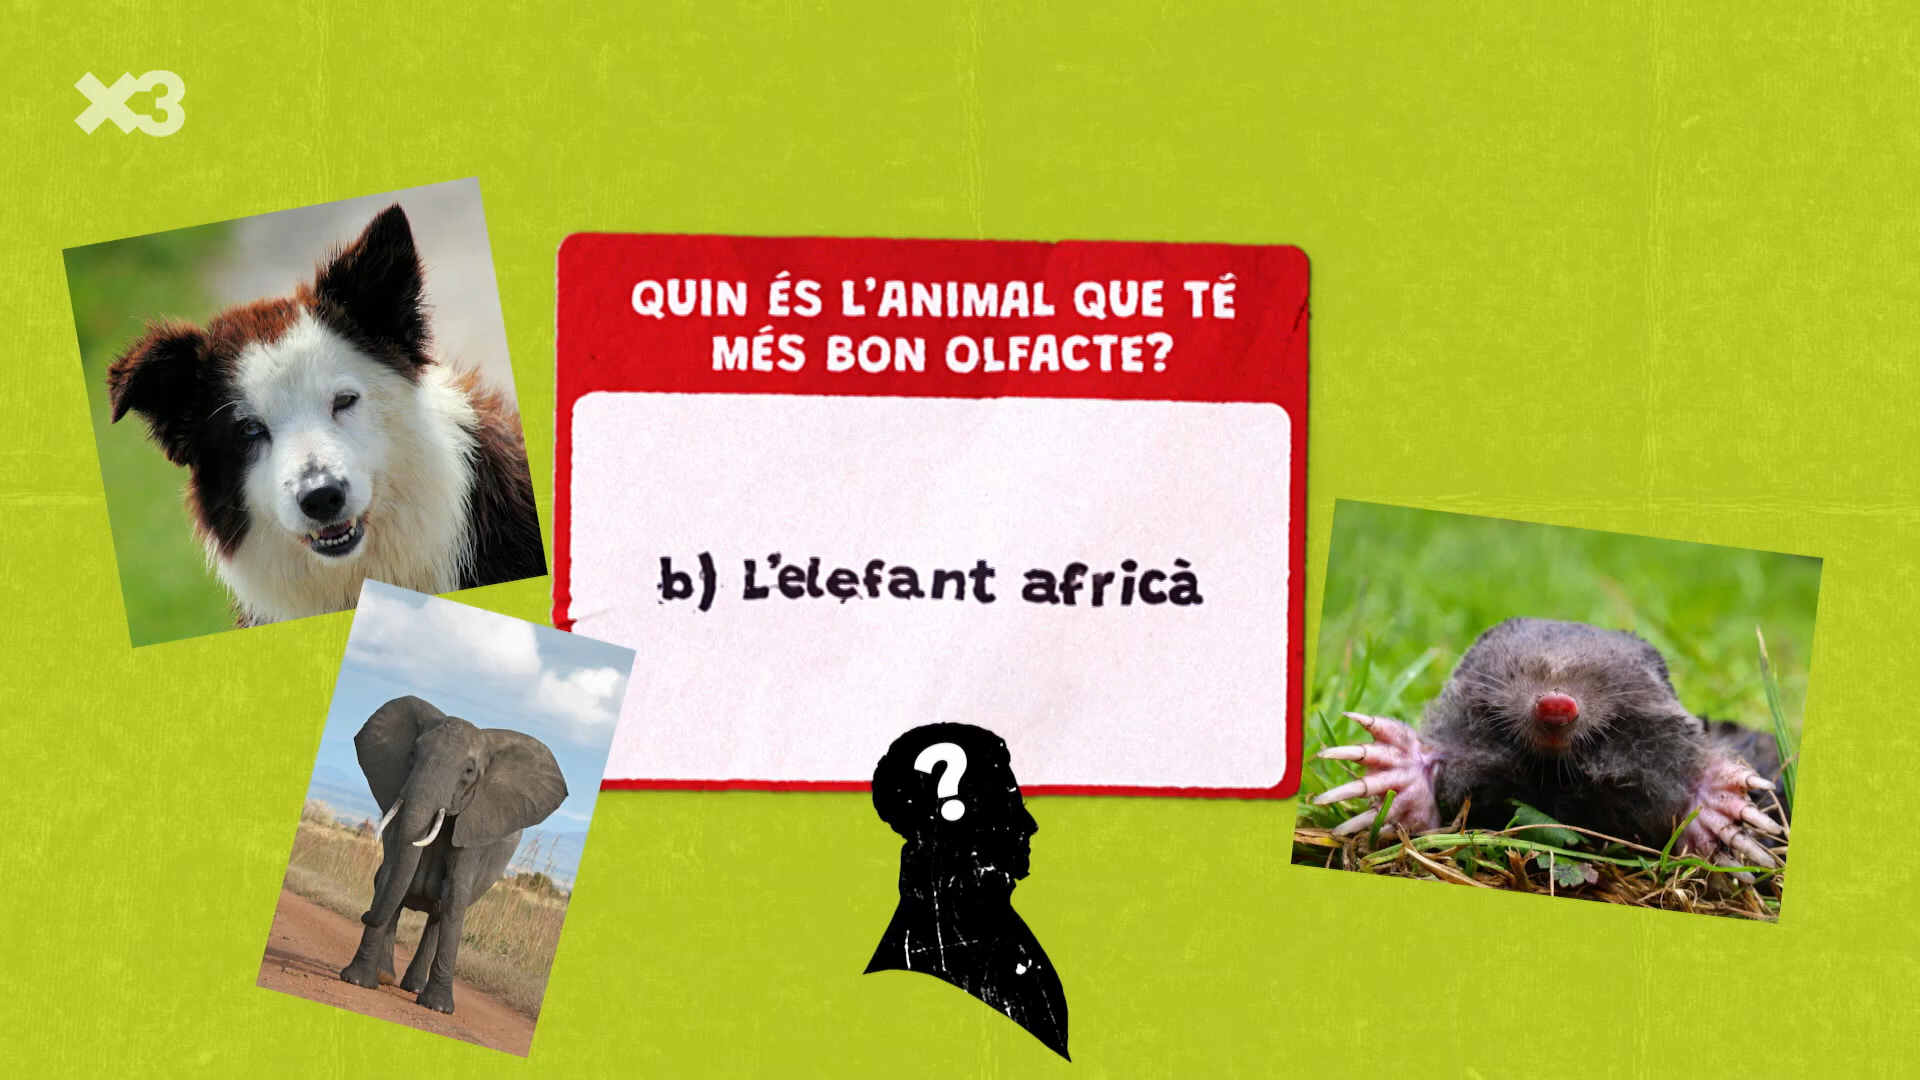 X3
QUIN ÉS L'ANIMAL QUE TÉ
MÉS BON OLFACTE?
b) L'elefant africà
?